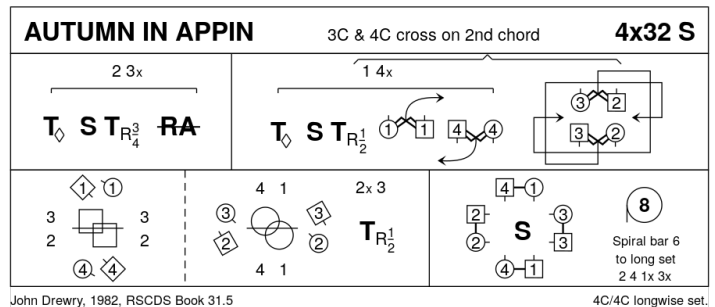 AUTUMN IN APPIN 3C & 4C cross on 2nd chord 4x32 S
2 3x
T◇ S T R¾ RA
1 4x
T◇ S T R½ 1 1 4 4 3 2 3 2
1 1
3 3
2 2
4 4
4 1
3 3
2 2
4 1
2x 3
T R½
4 1
2 3
S
2 3
4 1
8
Spiral bar 6
to long set
2 4 1x 3x
John Drewry, 1982, RSCDS Book 31.5 4C/4C longwise set.